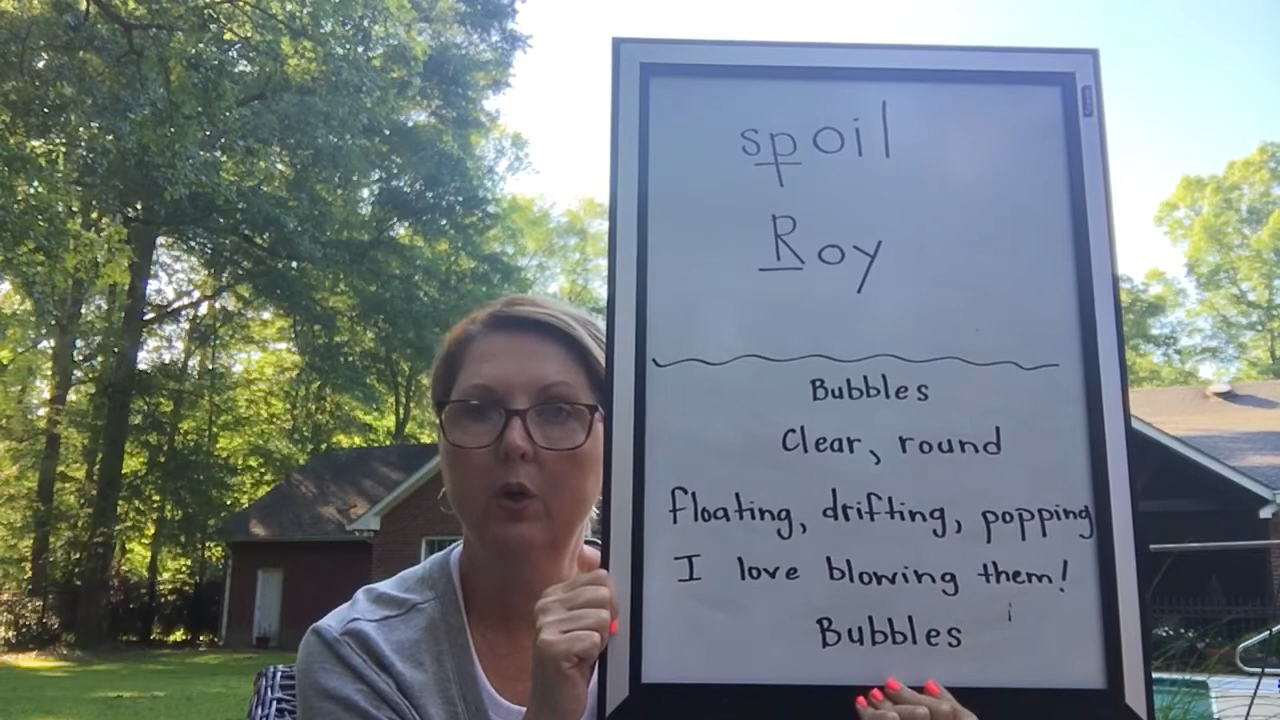 spoil
Roy
Bubbles
Clear, round
floating, drifting, popping
I love blowing them!
Bubbles